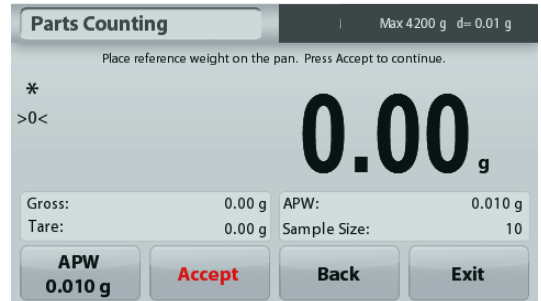 Parts Counting
Max 4200 g d= 0.01 g
Place reference weight on the pan. Press Accept to continue.
*
>0<
0.00 g
Gross: 0.00 g
Tare: 0.00 g
APW: 0.010 g
Sample Size: 10
APW
0.010 g
Accept
Back
Exit